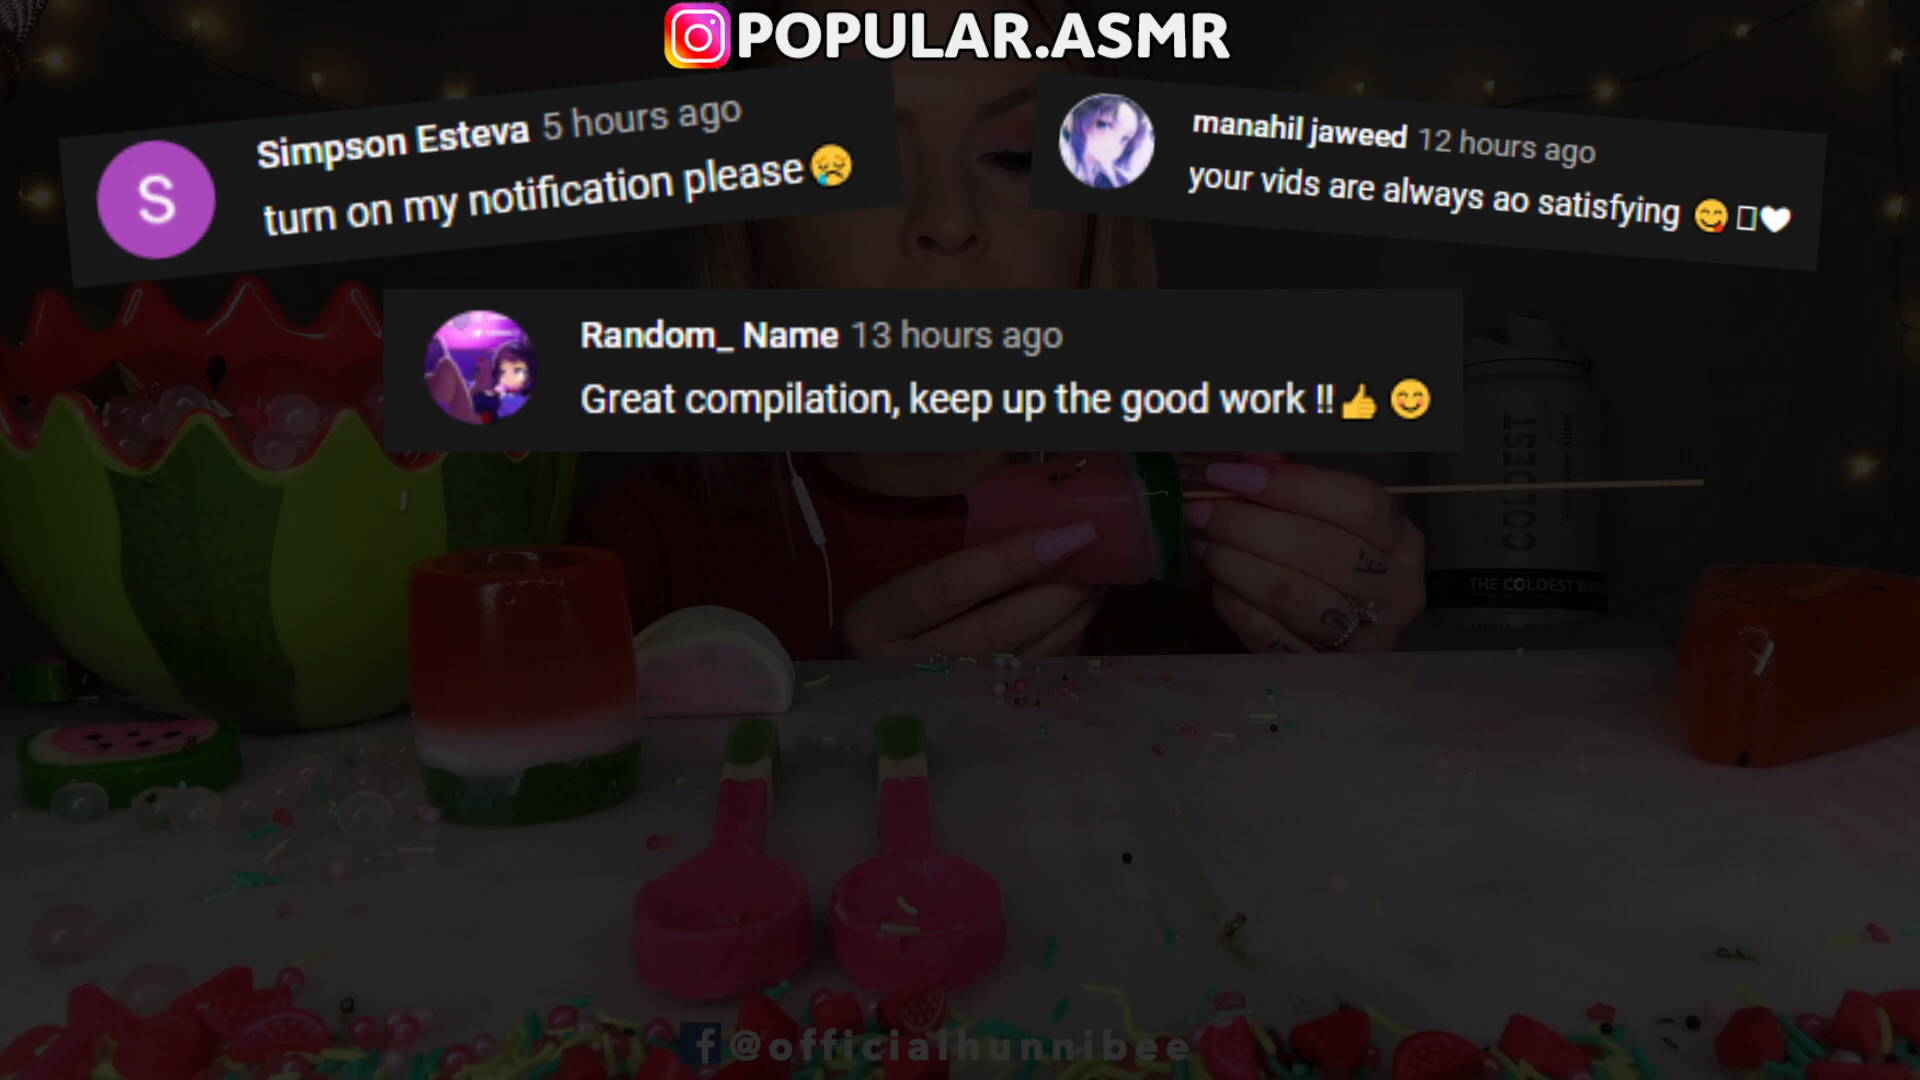 POPULAR.ASMR
Simpson Esteva 5 hours ago
turn on my notification please😢
manahil jaweed 12 hours ago
your vids are always ao satisfying 😋▯🤍
Random_ Name 13 hours ago
Great compilation, keep up the good work !!👍 😊
COLDEST
THE COLDEST WAT
f@officialhunnibee